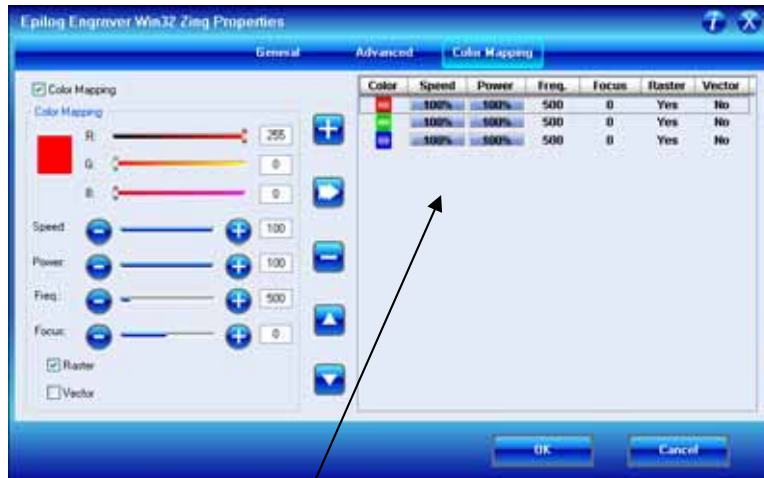 Epilog Engraver Win32 Zing Properties
General Advanced Color Mapping
Color Mapping
Color Mapping
R: 255
G: 0
B: 0
Speed: 100
Power: 100
Freq.: 500
Focus: 0
Raster
Vector
Color Speed Power Freq. Focus Raster Vector
100% 100% 500 0 Yes No
100% 100% 500 0 Yes No
100% 100% 500 0 Yes No
OK Cancel